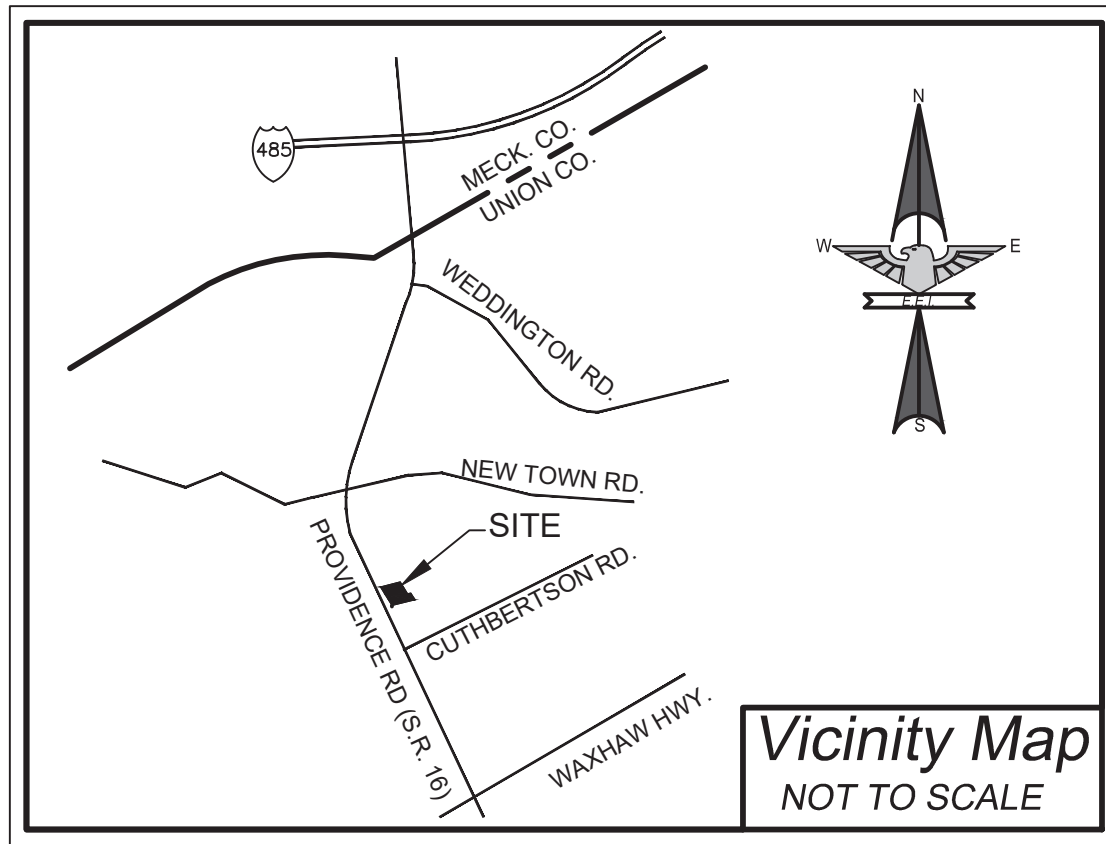 485
MECK. CO.
UNION CO.
N
W
E
E.E.I.
S
WEDDINGTON RD.
NEW TOWN RD.
SITE
PROVIDENCE RD (S.R. 16)
CUTHBERTSON RD.
WAXHAW HWY.
Vicinity Map
NOT TO SCALE